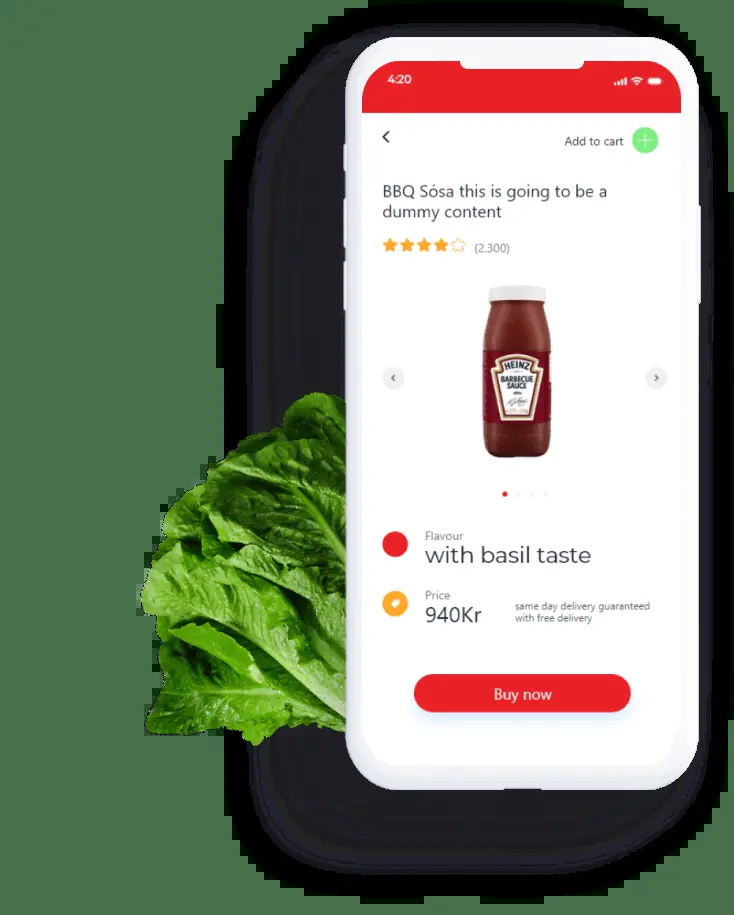 4:20
Add to cart
BBQ Sósa this is going to be a
dummy content
(2.300)
HEINZ
BARBECUE
SAUCE
Flavour
with basil taste
Price
940Kr
same day delivery guaranteed
with free delivery
Buy now